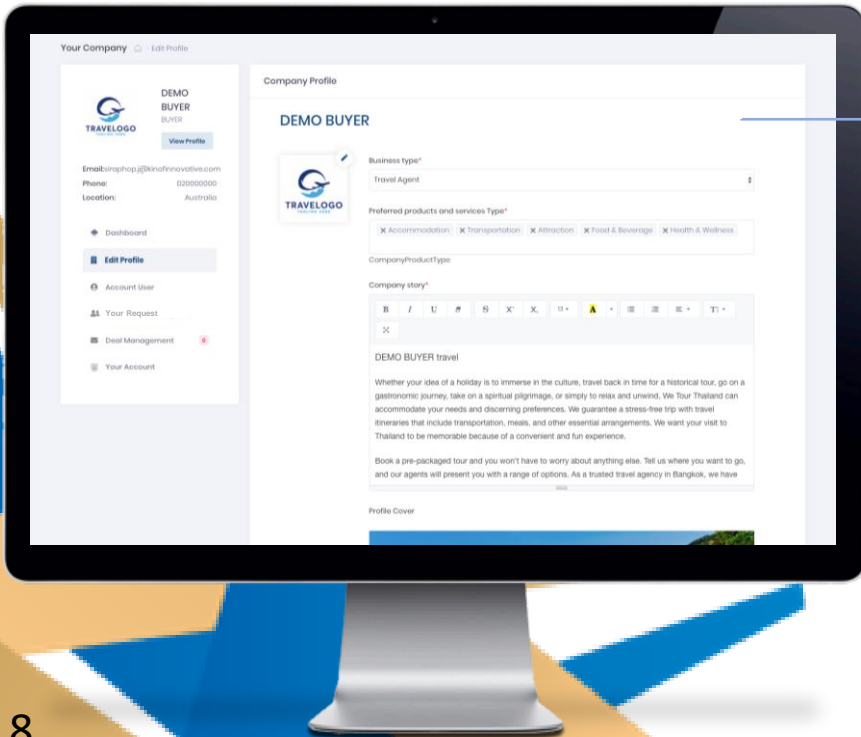 Your Company Edit Profile
TRAVELOGO
DEMO
BUYER
BUYER
View Profile
Email:siraphop.j@kinofinnovative.com
Phone: 020000000
Location: Australia
Dashboard
Edit Profile
Account User
Your Request
Deal Management 0
Your Account
Company Profile
DEMO BUYER
TRAVELOGO
Business type*
Travel Agent
Preferred products and services Type*
× Accommodation × Transportation × Attraction × Food & Beverage × Health & Wellness
CompanyProductType
Company story*
B I U S X X A T
DEMO BUYER travel
Whether your idea of a holiday is to immerse in the culture, travel back in time for a historical tour, go on a
gastronomic journey, take on a spiritual pilgrimage, or simply to relax and unwind, We Tour Thailand can
accommodate your needs and discerning preferences. We guarantee a stress-free trip with travel
itineraries that include transportation, meals, and other essential arrangements. We want your visit to
Thailand to be memorable because of a convenient and fun experience.
Book a pre-packaged tour and you won't have to worry about anything else. Tell us where you want to go,
and our agents will present you with a range of options. As a trusted travel agency in Bangkok, we have
Profile Cover
8